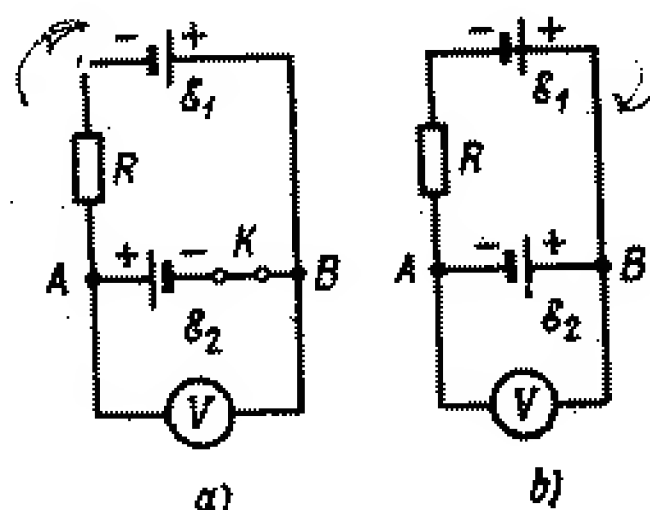 - + - +
ℰ₁ ℰ₁
R R
A + - K B A - + B
ℰ₂ ℰ₂
V V
a) b)